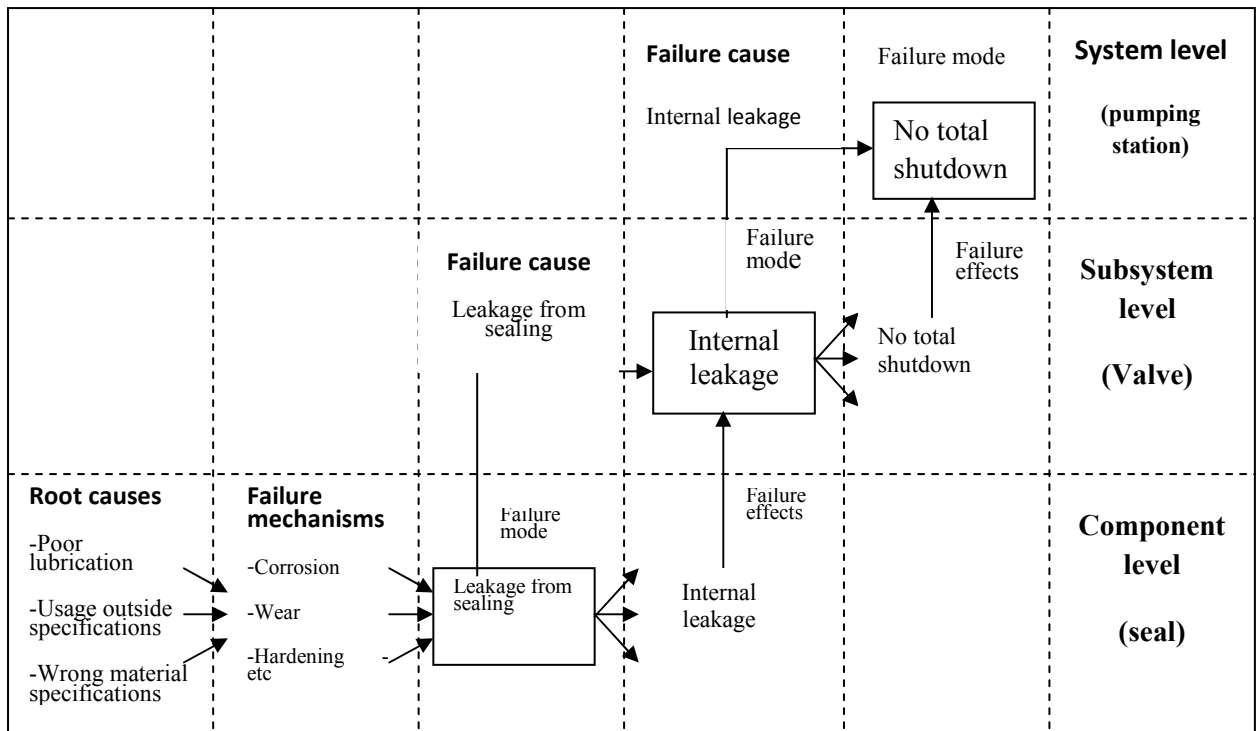 Failure cause
Internal leakage
Failure mode
No total
shutdown
System level
(pumping
station)
Failure cause
Leakage from
sealing
Failure
mode
Internal
leakage
Failure
effects
No total
shutdown
Subsystem
level
(Valve)
Root causes
-Poor
lubrication
-Usage outside
specifications
-Wrong material
specifications
Failure
mechanisms
-Corrosion
-Wear
-Hardening -
etc
Failure
mode
Leakage from
sealing
Failure
effects
Internal
leakage
Component
level
(seal)